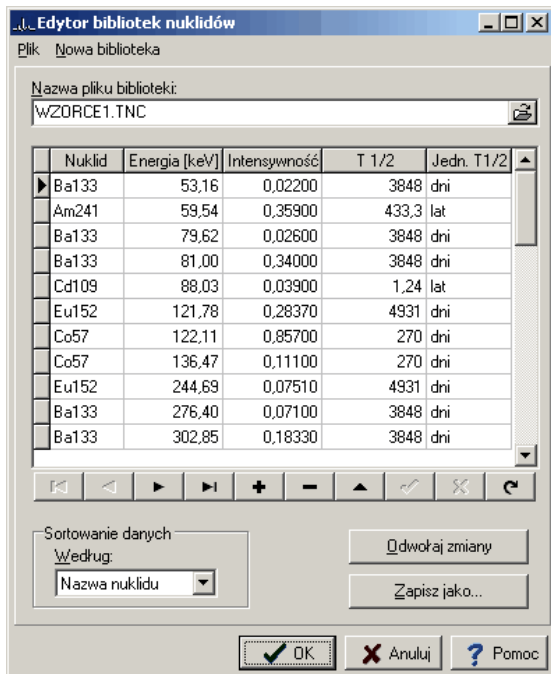 Edytor bibliotek nuklidów
Plik Nowa biblioteka
Nazwa pliku biblioteki:
WZORCE1.TNC
Nuklid Energia [keV] Intensywność T 1/2 Jedn. T1/2
Ba133 53,16 0,02200 3848 dni
Am241 59,54 0,35900 433,3 lat
Ba133 79,62 0,02600 3848 dni
Ba133 81,00 0,34000 3848 dni
Cd109 88,03 0,03900 1,24 lat
Eu152 121,78 0,28370 4931 dni
Co57 122,11 0,85700 270 dni
Co57 136,47 0,11100 270 dni
Eu152 244,69 0,07510 4931 dni
Ba133 276,40 0,07100 3848 dni
Ba133 302,85 0,18330 3848 dni
Sortowanie danych
Według:
Nazwa nuklidu
Odwołaj zmiany
Zapisz jako...
OK Anuluj Pomoc